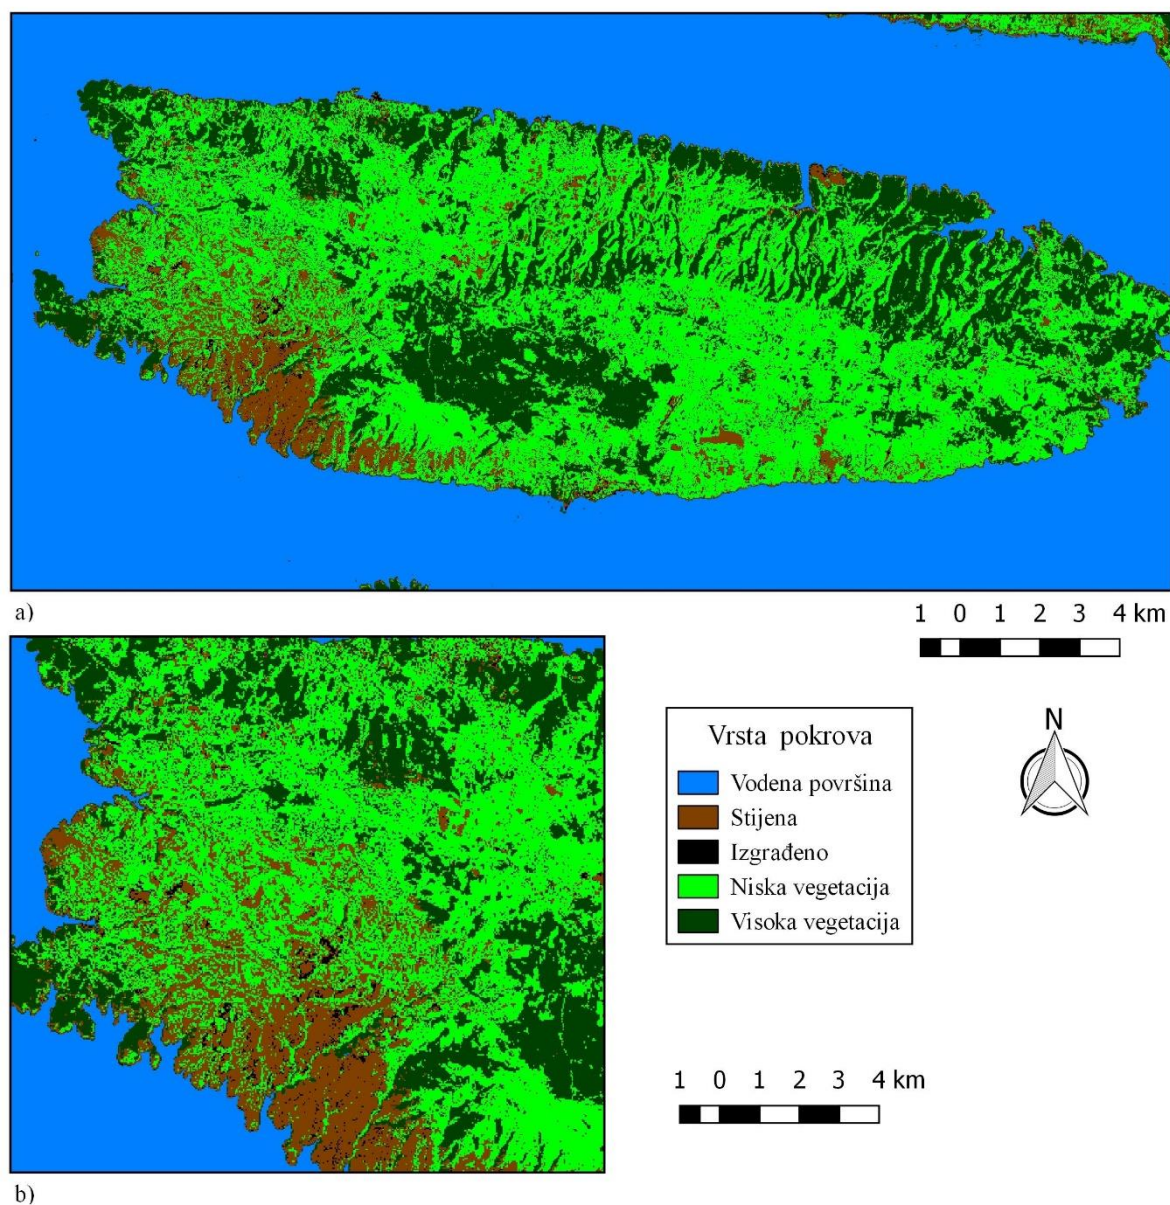 a)
1 0 1 2 3 4 km
N
Vrsta pokrova
Vodena površina
Stijena
Izgrađeno
Niska vegetacija
Visoka vegetacija
1 0 1 2 3 4 km
b)